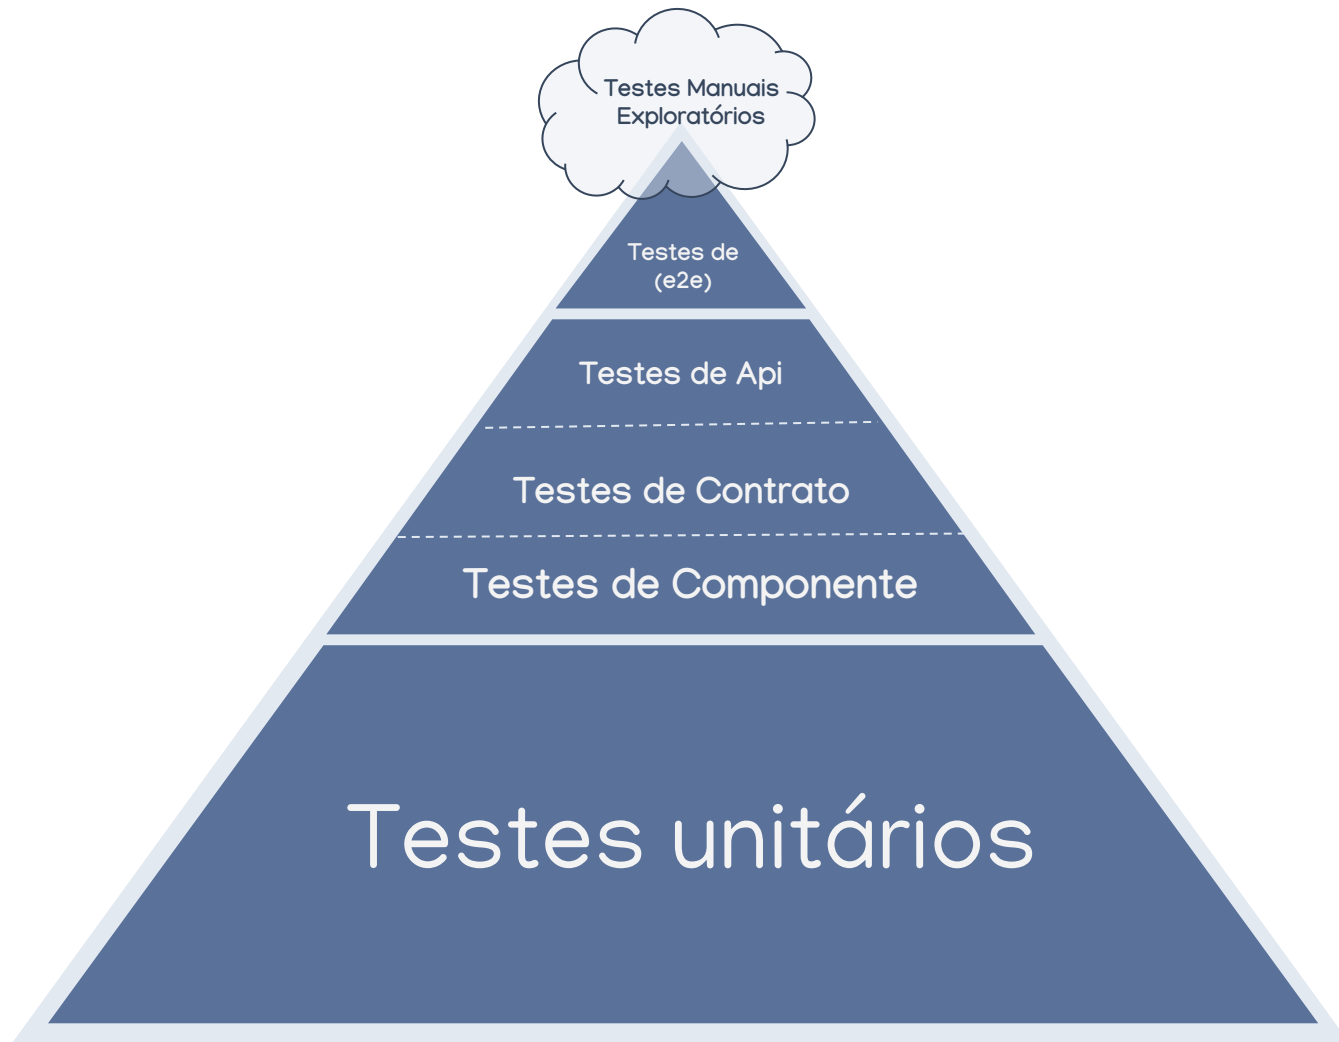 Testes Manuais
Exploratórios
Testes de
(e2e)
Testes de Api
Testes de Contrato
Testes de Componente
Testes unitários